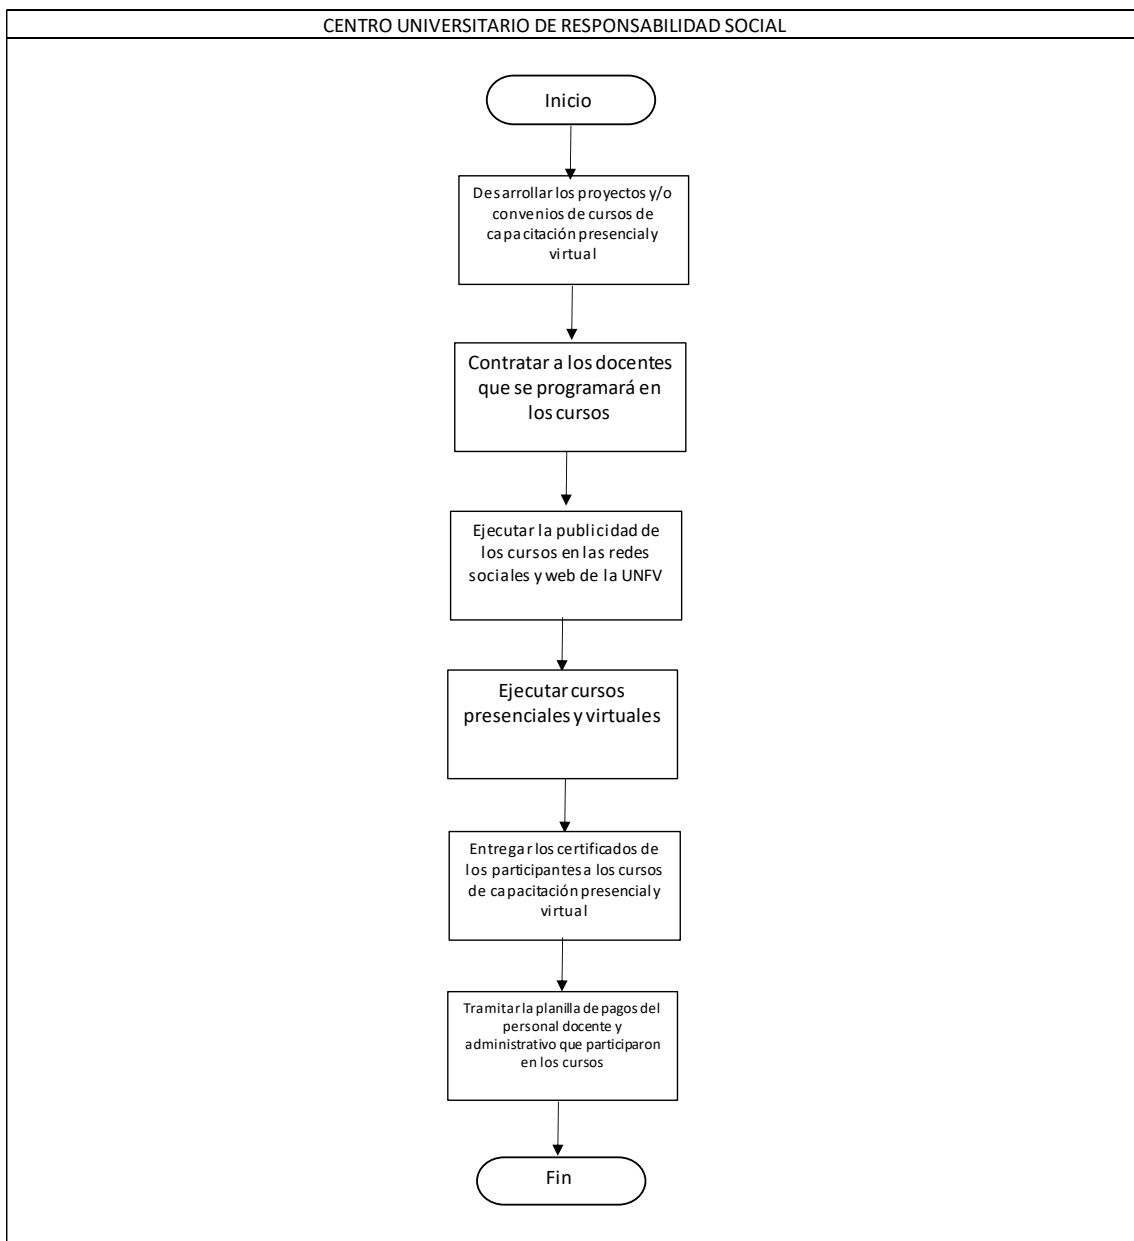 CENTRO UNIVERSITARIO DE RESPONSABILIDAD SOCIAL
Inicio
Desarrollar los proyectos y/o
convenios de cursos de
capacitación presencial y
virtual
Contratar a los docentes
que se programará en
los cursos
Ejecutar la publicidad de
los cursos en las redes
sociales y web de la UNFV
Ejecutar cursos
presenciales y virtuales
Entregar los certificados de
los participantes a los cursos
de capacitación presencial y
virtual
Tramitar la planilla de pagos del
personal docente y
administrativo que participaron
en los cursos
Fin